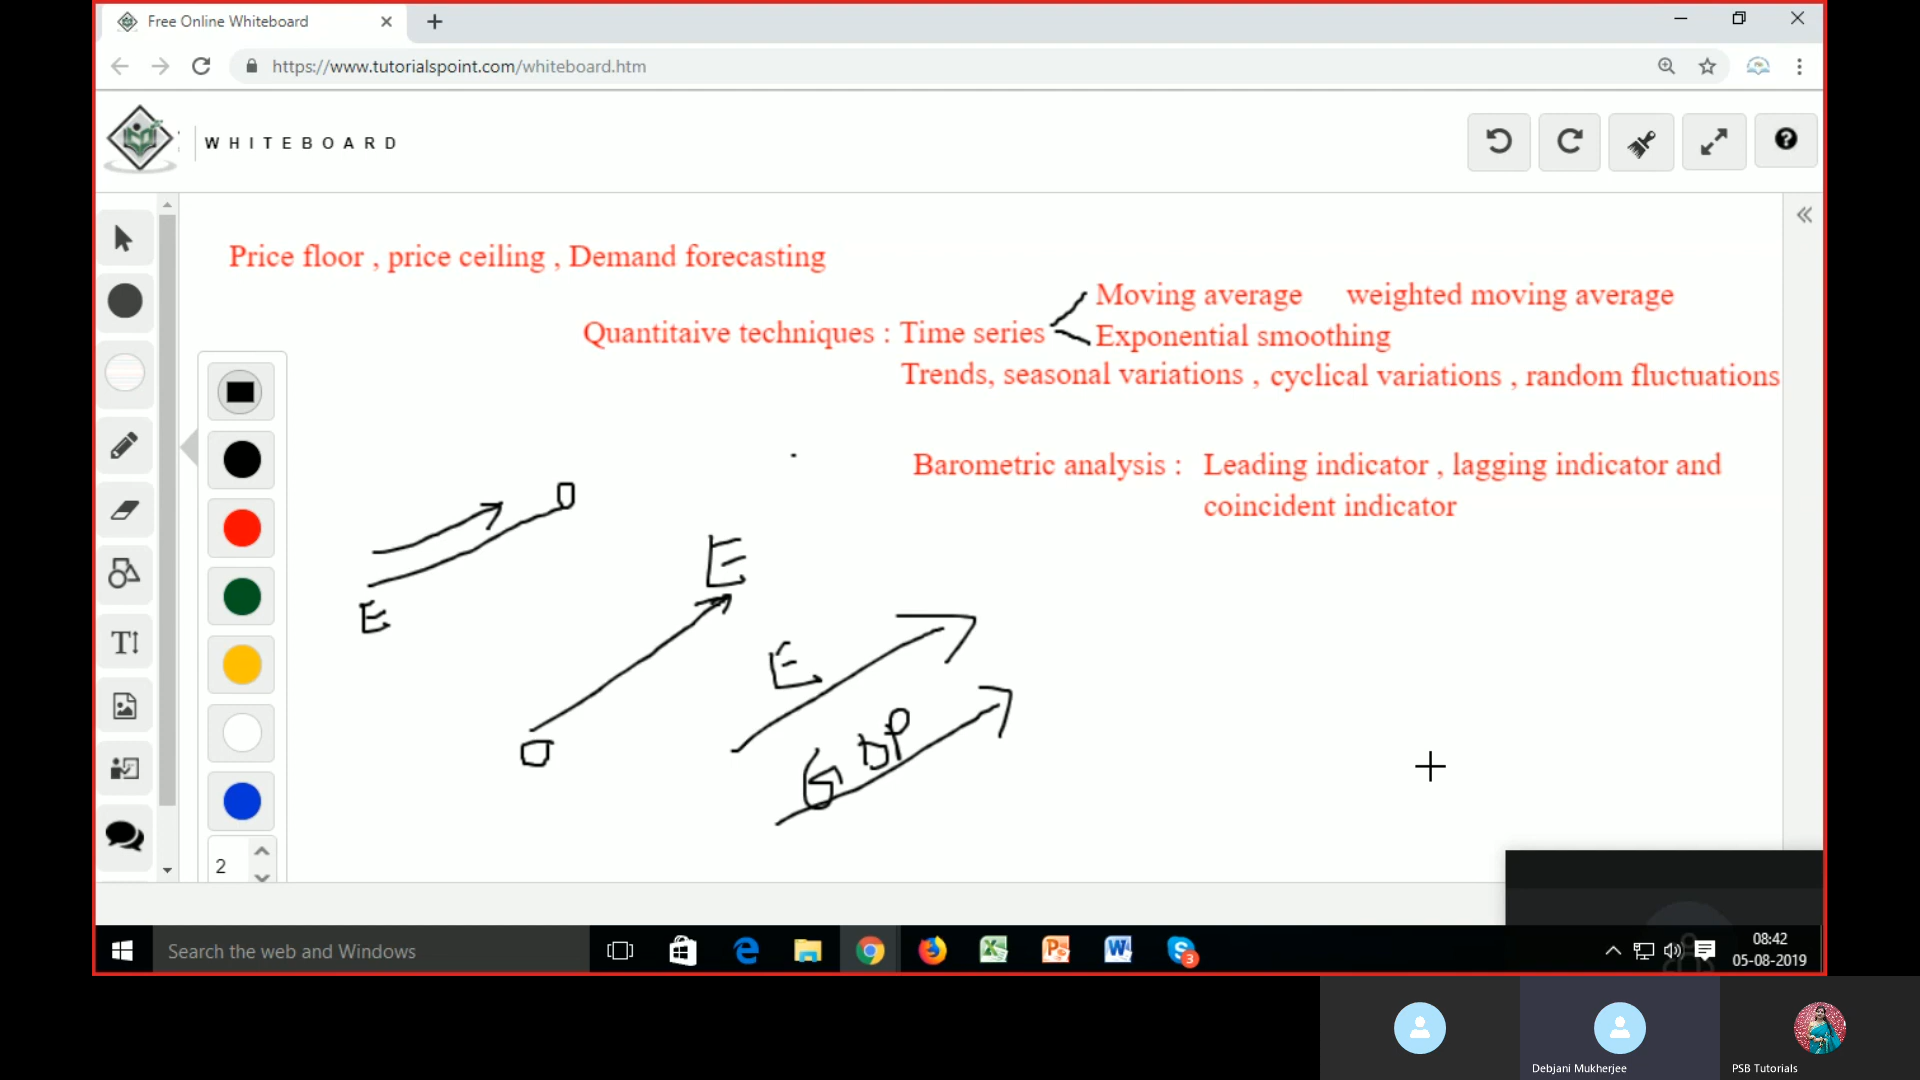 Free Online Whiteboard
https://www.tutorialspoint.com/whiteboard.htm
WHITEBOARD
Price floor , price ceiling , Demand forecasting
Moving average weighted moving average
Quantitaive techniques : Time series
Exponential smoothing
Trends, seasonal variations , cyclical variations , random fluctuations
Barometric analysis : Leading indicator , lagging indicator and
coincident indicator
E
E
E
GDP
2
Search the web and Windows
3
08:42
05-08-2019
Debjani Mukherjee
PSB Tutorials